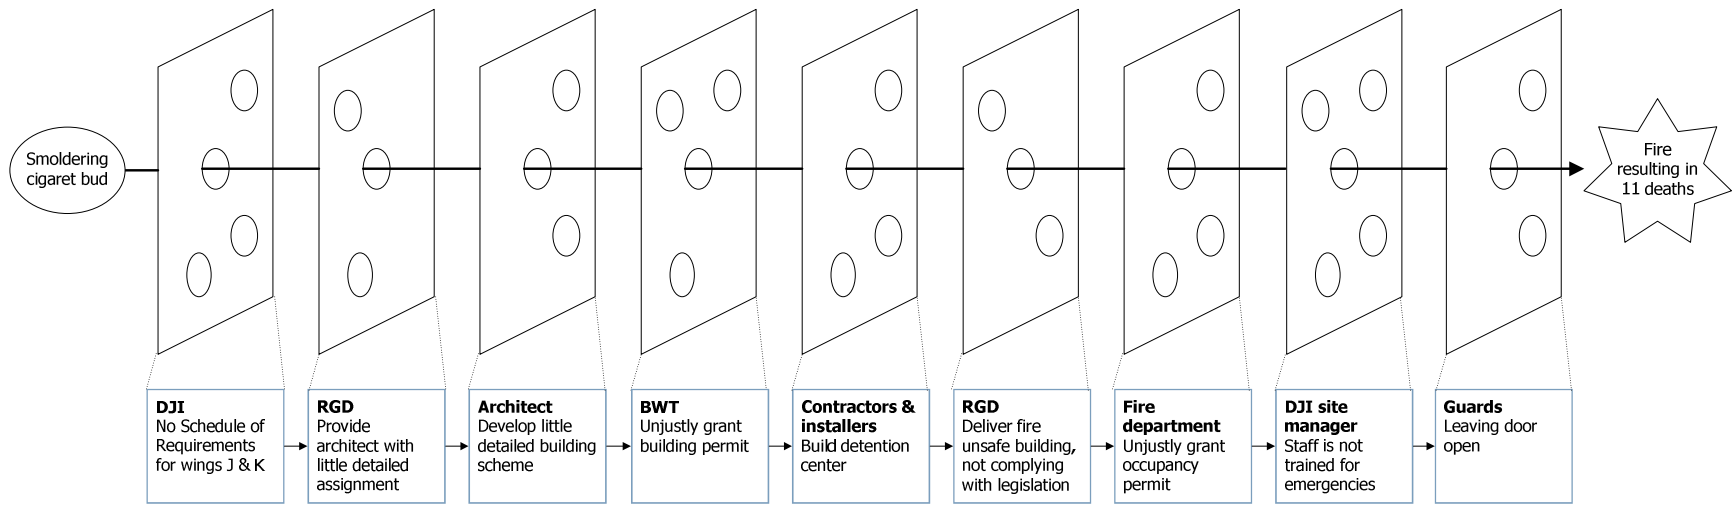 Smoldering
cigaret bud
Fire
resulting in
11 deaths
DJI
No Schedule of
Requirements
for wings J & K
RGD
Provide
architect with
little detailed
assignment
Architect
Develop little
detailed building
scheme
BWT
Unjustly grant
building permit
Contractors &
installers
Build detention
center
RGD
Deliver fire
unsafe building,
not complying
with legislation
Fire
department
Unjustly grant
occupancy
permit
DJI site
manager
Staff is not
trained for
emergencies
Guards
Leaving door
open